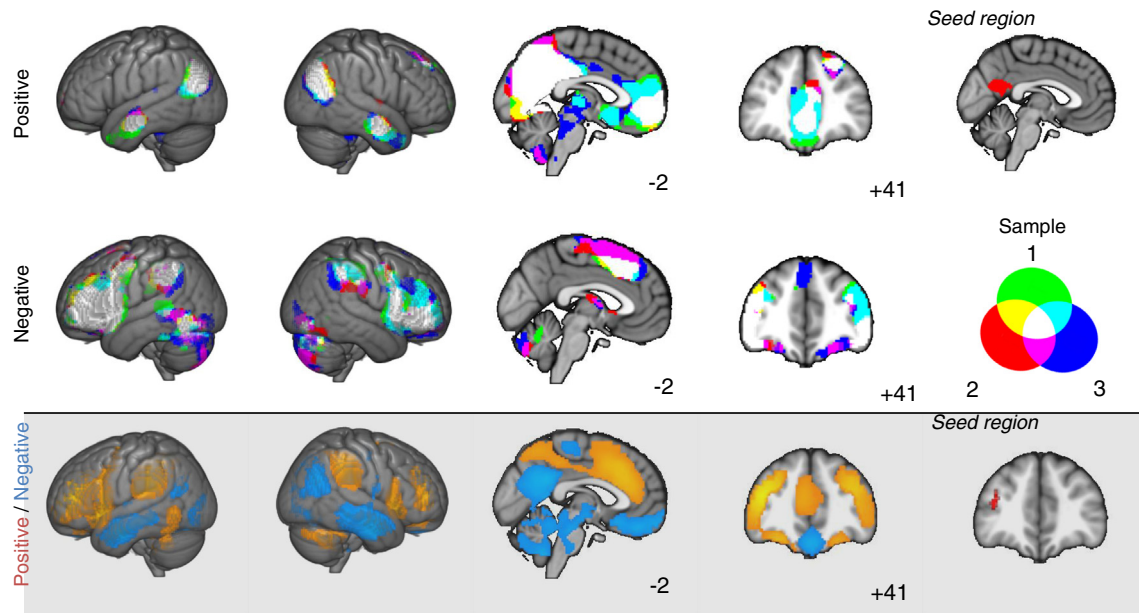 Seed region
Positive
-2
+41
Negative
Sample
1
2
3
-2
+41
Seed region
Positive / Negative
-2
+41